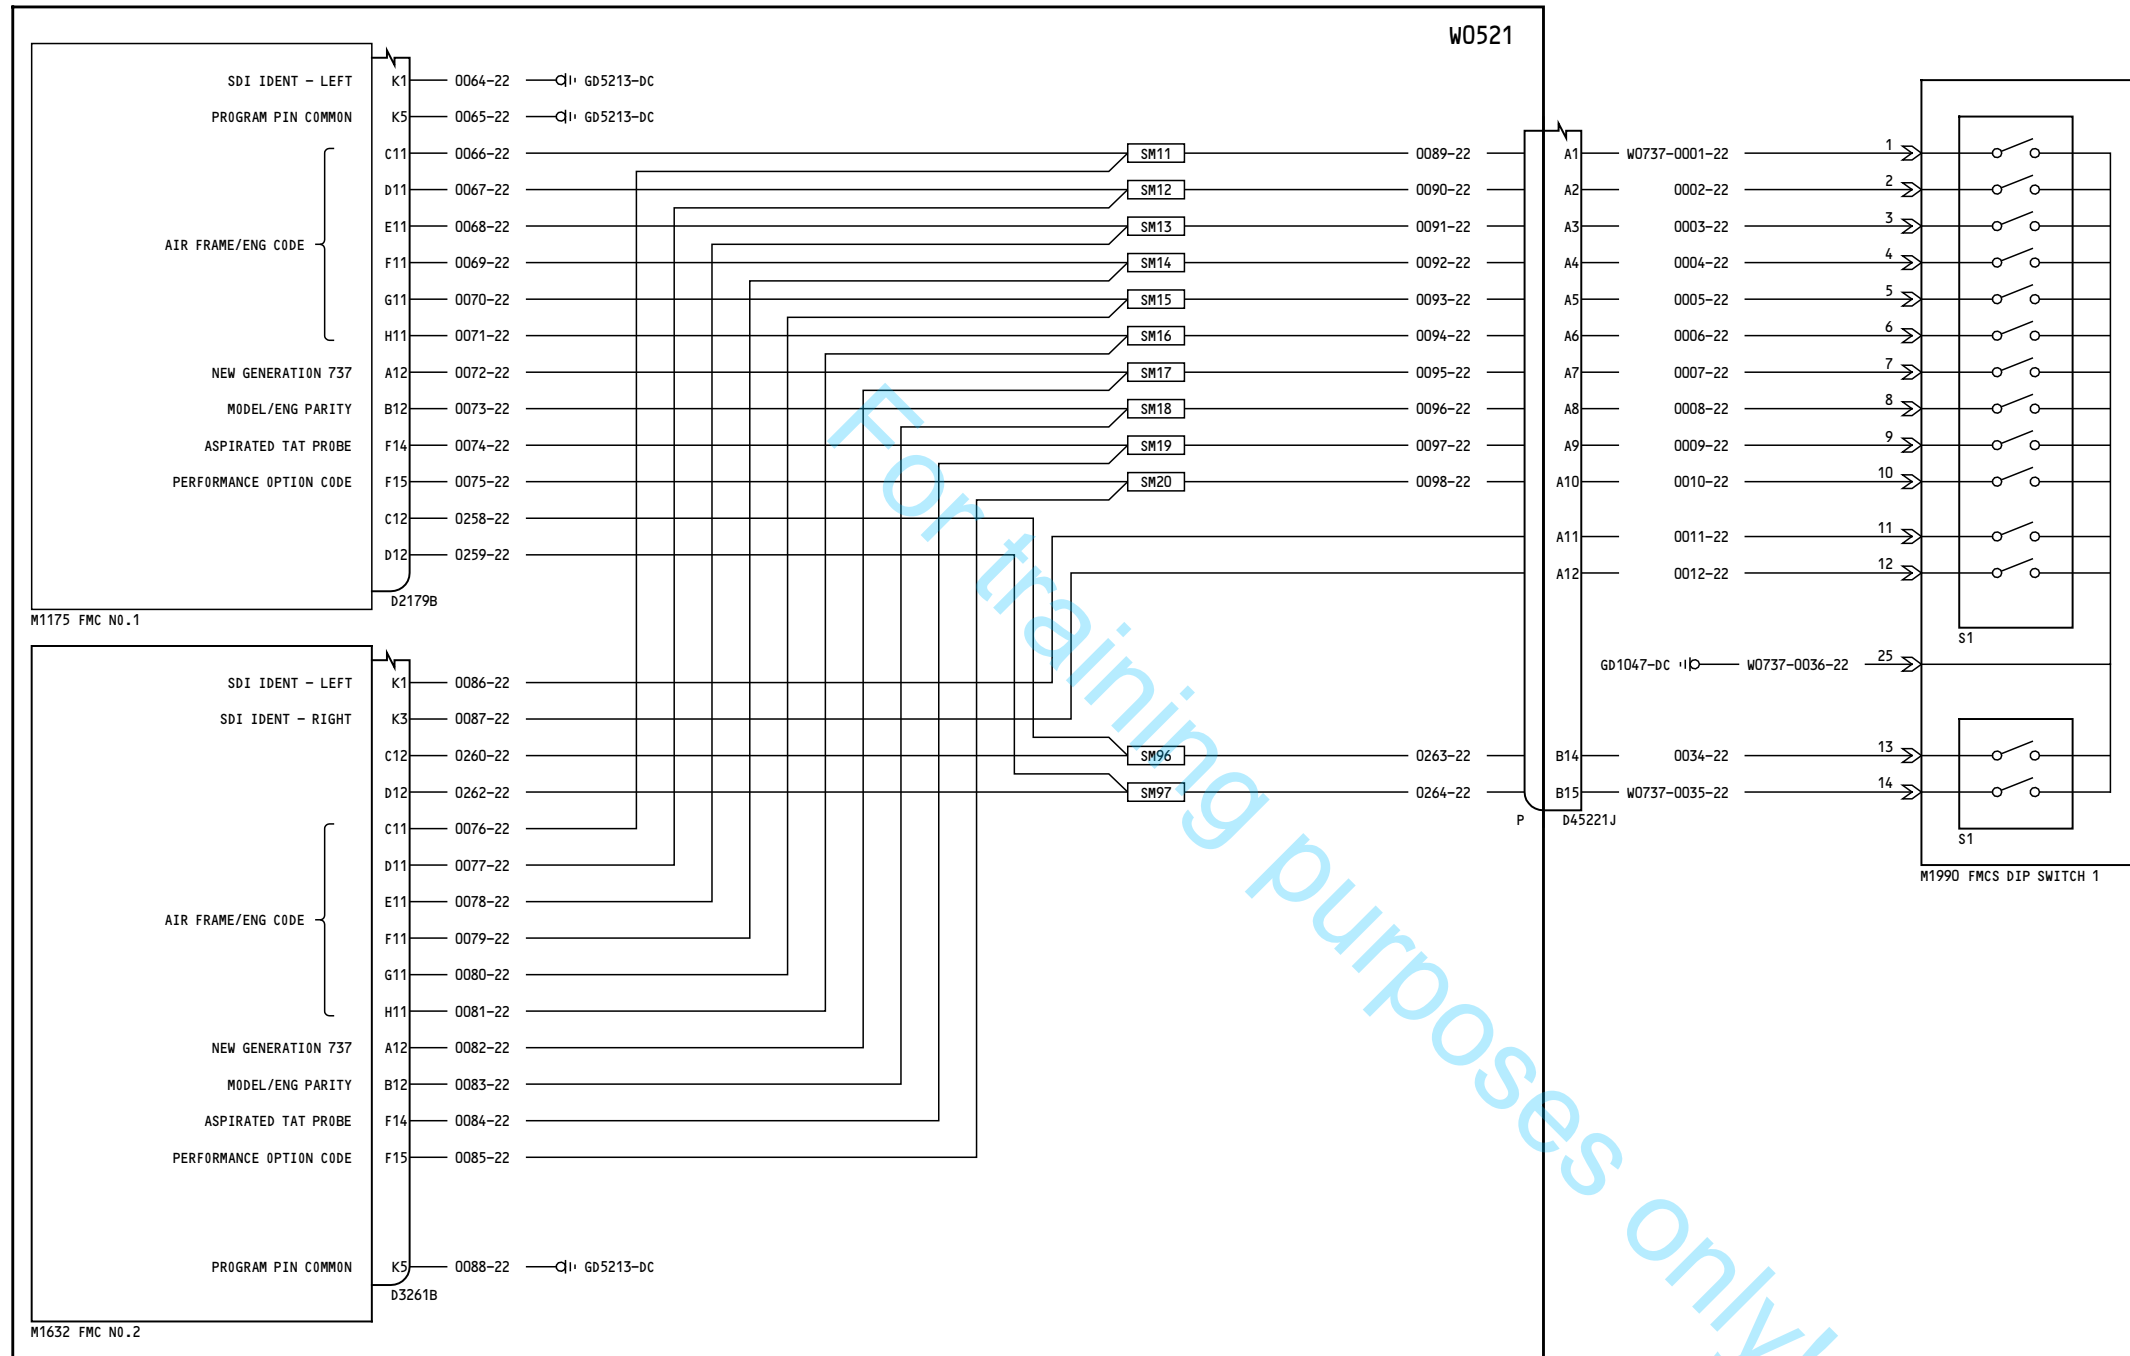 W0521
SDI IDENT - LEFT K1 0064-22 GD5213-DC
PROGRAM PIN COMMON K5 0065-22 GD5213-DC
C11 0066-22 SM11 0089-22 A1 W0737-0001-22 1
D11 0067-22 SM12 0090-22 A2 0002-22 2
E11 0068-22 SM13 0091-22 A3 0003-22 3
AIR FRAME/ENG CODE
F11 0069-22 SM14 0092-22 A4 0004-22 4
G11 0070-22 SM15 0093-22 A5 0005-22 5
H11 0071-22 SM16 0094-22 A6 0006-22 6
NEW GENERATION 737 A12 0072-22 SM17 0095-22 A7 0007-22 7
MODEL/ENG PARITY B12 0073-22 SM18 0096-22 A8 0008-22 8
ASPIRATED TAT PROBE F14 0074-22 SM19 0097-22 A9 0009-22 9
PERFORMANCE OPTION CODE F15 0075-22 SM20 0098-22 A10 0010-22 10
C12 0258-22
A11 0011-22 11
D12 0259-22
A12 0012-22 12
D2179B
M1175 FMC NO.1
S1
GD1047-DC W0737-0036-22 25
SDI IDENT - LEFT K1 0086-22
SDI IDENT - RIGHT K3 0087-22
C12 0260-22 SM96 0263-22 B14 0034-22 13
D12 0262-22 SM97 0264-22 B15 W0737-0035-22 14
P D45221J
S1
M1990 FMCS DIP SWITCH 1
C11 0076-22
D11 0077-22
E11 0078-22
AIR FRAME/ENG CODE
F11 0079-22
G11 0080-22
H11 0081-22
NEW GENERATION 737 A12 0082-22
MODEL/ENG PARITY B12 0083-22
ASPIRATED TAT PROBE F14 0084-22
PERFORMANCE OPTION CODE F15 0085-22
PROGRAM PIN COMMON K5 0088-22 GD5213-DC
D3261B
M1632 FMC NO.2
For training purposes only!